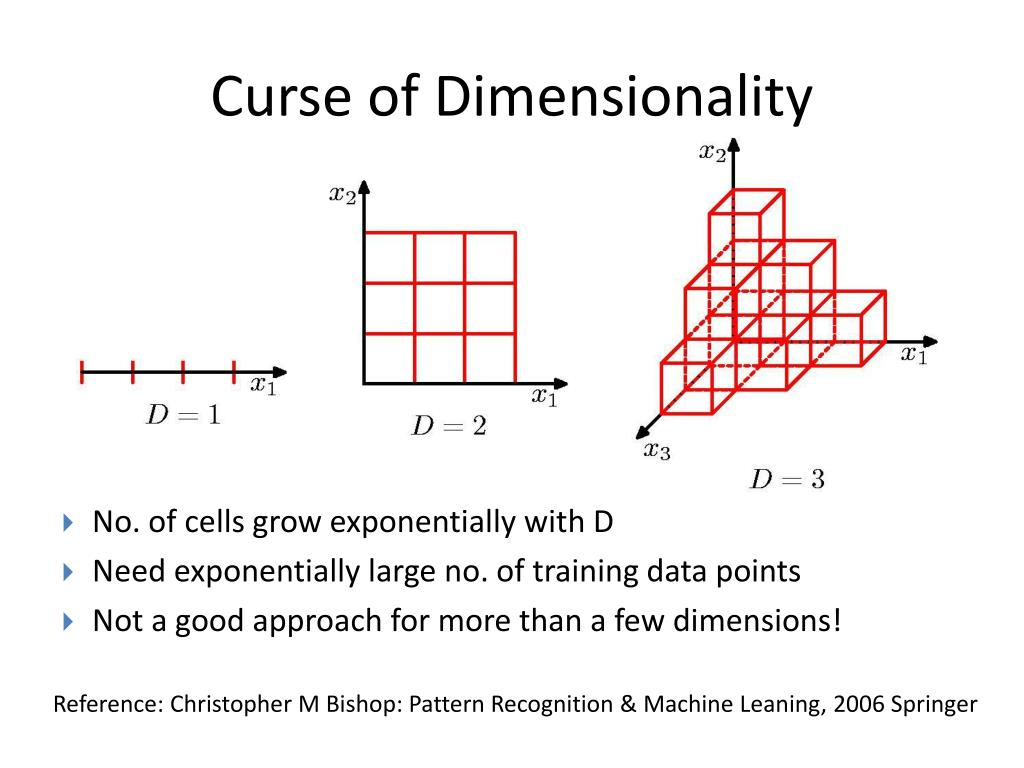 Curse of Dimensionality
x₁
D = 1
x₂
x₁
D = 2
x₂
x₁
x₃
D = 3
No. of cells grow exponentially with D
Need exponentially large no. of training data points
Not a good approach for more than a few dimensions!
Reference: Christopher M Bishop: Pattern Recognition & Machine Leaning, 2006 Springer